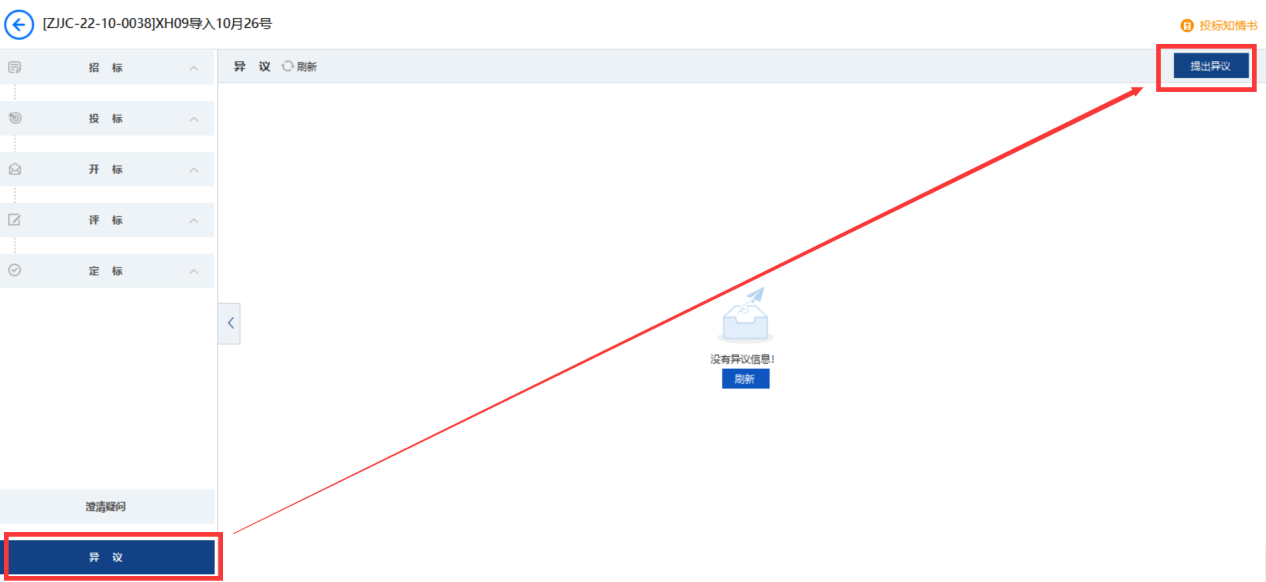 [ZJJC-22-10-0038]XH09导入10月26号
投标知情书
招 标
投 标
开 标
评 标
定 标
澄清疑问
异 议
异 议 刷新
提出异议
没有异议信息!
刷新